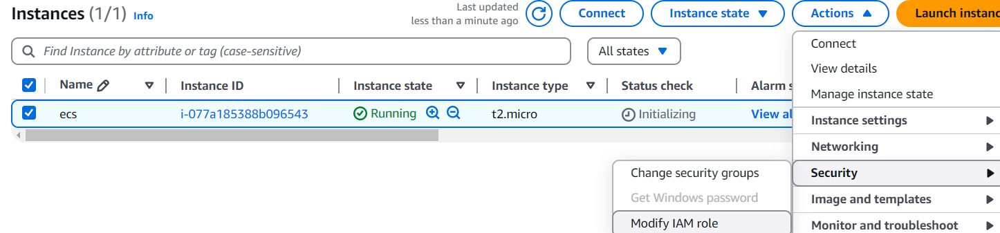 Instances (1/1) Info
Last updated
less than a minute ago
Connect
Instance state
Actions
Launch
Find Instance by attribute or tag (case-sensitive)
All states
Name
Instance ID
Instance state
Instance type
Status check
Alarm
ecs
i-077a185388b096543
Running
t2.micro
Initializing
View
Connect
View details
Manage instance state
Instance settings
Networking
Security
Image and templates
Monitor and troubleshoot
Change security groups
Get Windows password
Modify IAM role